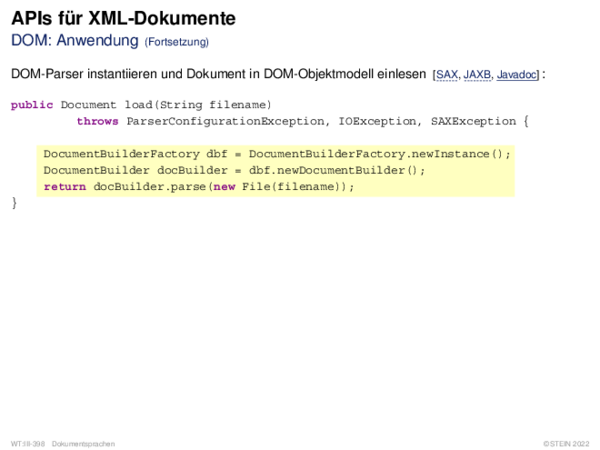 APIs für XML-Dokumente
DOM: Anwendung (Fortsetzung)
DOM-Parser instantiieren und Dokument in DOM-Objektmodell einlesen [SAX, JAXB, Javadoc] :
public Document load(String filename)
throws ParserConfigurationException, IOException, SAXException {
DocumentBuilderFactory dbf = DocumentBuilderFactory.newInstance();
DocumentBuilder docBuilder = dbf.newDocumentBuilder();
return docBuilder.parse(new File(filename));
}
WT:III-398 Dokumentsprachen ©STEIN 2022